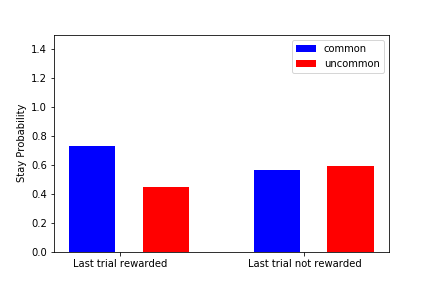 common
uncommon
Stay Probability
1.4
1.2
1.0
0.8
0.6
0.4
0.2
0.0
Last trial rewarded
Last trial not rewarded